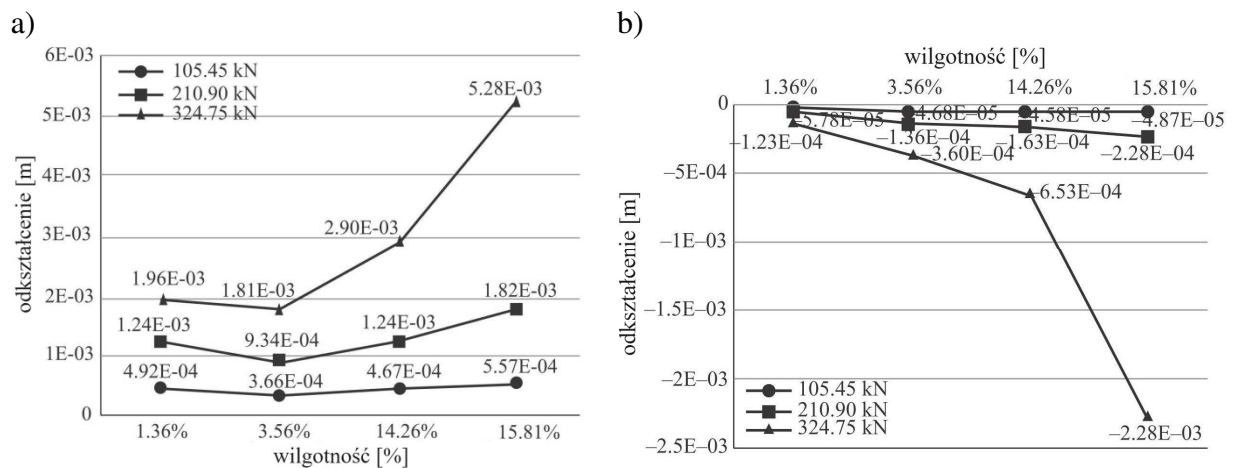 a)
6E-03
5E-03
4E-03
3E-03
2E-03
1E-03
0
odkształcenie [m]
105.45 kN
210.90 kN
324.75 kN
1.96E-03
1.81E-03
2.90E-03
5.28E-03
1.24E-03
9.34E-04
1.24E-03
1.82E-03
4.92E-04
3.66E-04
4.67E-04
5.57E-04
1.36% 3.56% 14.26% 15.81%
wilgotność [%]
b)
wilgotność [%]
1.36% 3.56% 14.26% 15.81%
0
–5E-04
–1E–03
–1.5E–03
–2E–03
–2.5E–03
odkształcenie [m]
–5.78E–05
–4.68E–05
–4.58E–05
–4.87E–05
–1.23E–04
–1.36E–04
–1.63E–04
–2.28E–04
–3.60E–04
–6.53E–04
–2.28E–03
105.45 kN
210.90 kN
324.75 kN